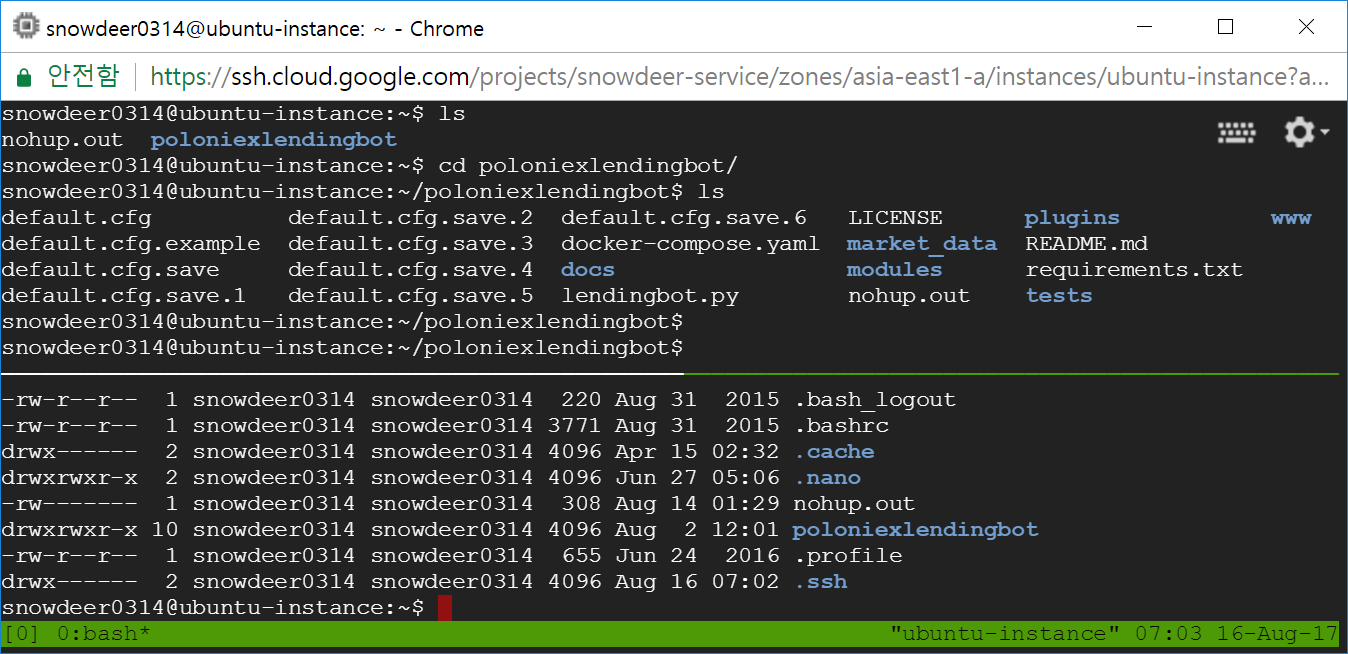 snowdeer0314@ubuntu-instance: ~ - Chrome
안전함 https://ssh.cloud.google.com/projects/snowdeer-service/zones/asia-east1-a/instances/ubuntu-instance?a...
snowdeer0314@ubuntu-instance:~$ ls
nohup.out  poloniexlendingbot
snowdeer0314@ubuntu-instance:~$ cd poloniexlendingbot/
snowdeer0314@ubuntu-instance:~/poloniexlendingbot$ ls
default.cfg          default.cfg.save.2  default.cfg.save.6   LICENSE      plugins           www
default.cfg.example  default.cfg.save.3  docker-compose.yaml  market_data  README.md
default.cfg.save     default.cfg.save.4  docs                 modules      requirements.txt
default.cfg.save.1   default.cfg.save.5  lendingbot.py        nohup.out    tests
snowdeer0314@ubuntu-instance:~/poloniexlendingbot$
snowdeer0314@ubuntu-instance:~/poloniexlendingbot$
-rw-r--r--  1 snowdeer0314 snowdeer0314  220 Aug 31  2015 .bash_logout
-rw-r--r--  1 snowdeer0314 snowdeer0314 3771 Aug 31  2015 .bashrc
drwx------  2 snowdeer0314 snowdeer0314 4096 Apr 15 02:32 .cache
drwxrwxr-x  2 snowdeer0314 snowdeer0314 4096 Jun 27 05:06 .nano
-rw-------  1 snowdeer0314 snowdeer0314  308 Aug 14 01:29 nohup.out
drwxrwxr-x 10 snowdeer0314 snowdeer0314 4096 Aug  2 12:01 poloniexlendingbot
-rw-r--r--  1 snowdeer0314 snowdeer0314  655 Jun 24  2016 .profile
drwx------  2 snowdeer0314 snowdeer0314 4096 Aug 16 07:02 .ssh
snowdeer0314@ubuntu-instance:~$
[0] 0:bash* "ubuntu-instance" 07:03 16-Aug-17